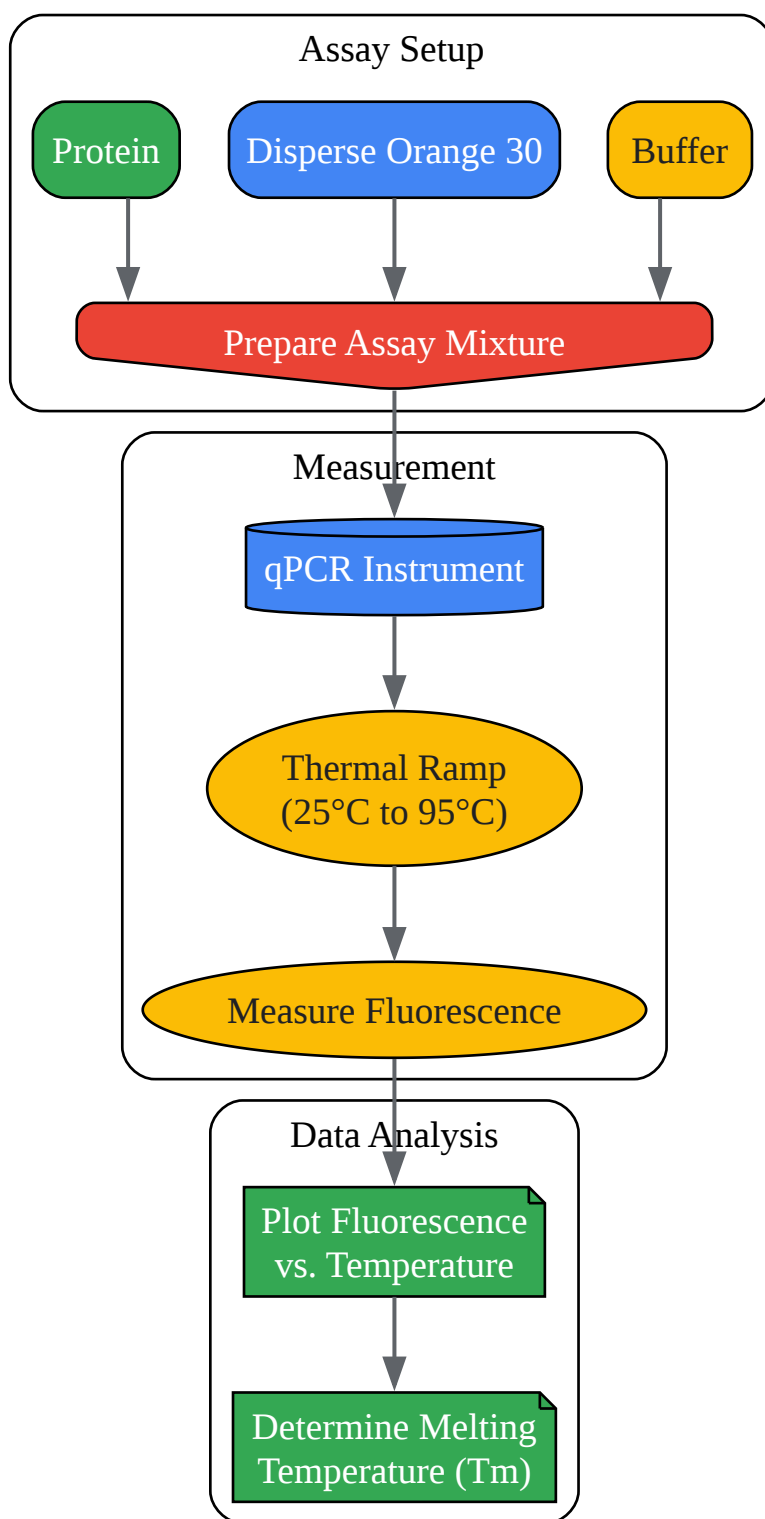 Assay Setup
Protein
Disperse Orange 30
Buffer
Prepare Assay Mixture
Measurement
qPCR Instrument
Thermal Ramp
(25°C to 95°C)
Measure Fluorescence
Data Analysis
Plot Fluorescence
vs. Temperature
Determine Melting
Temperature (Tm)